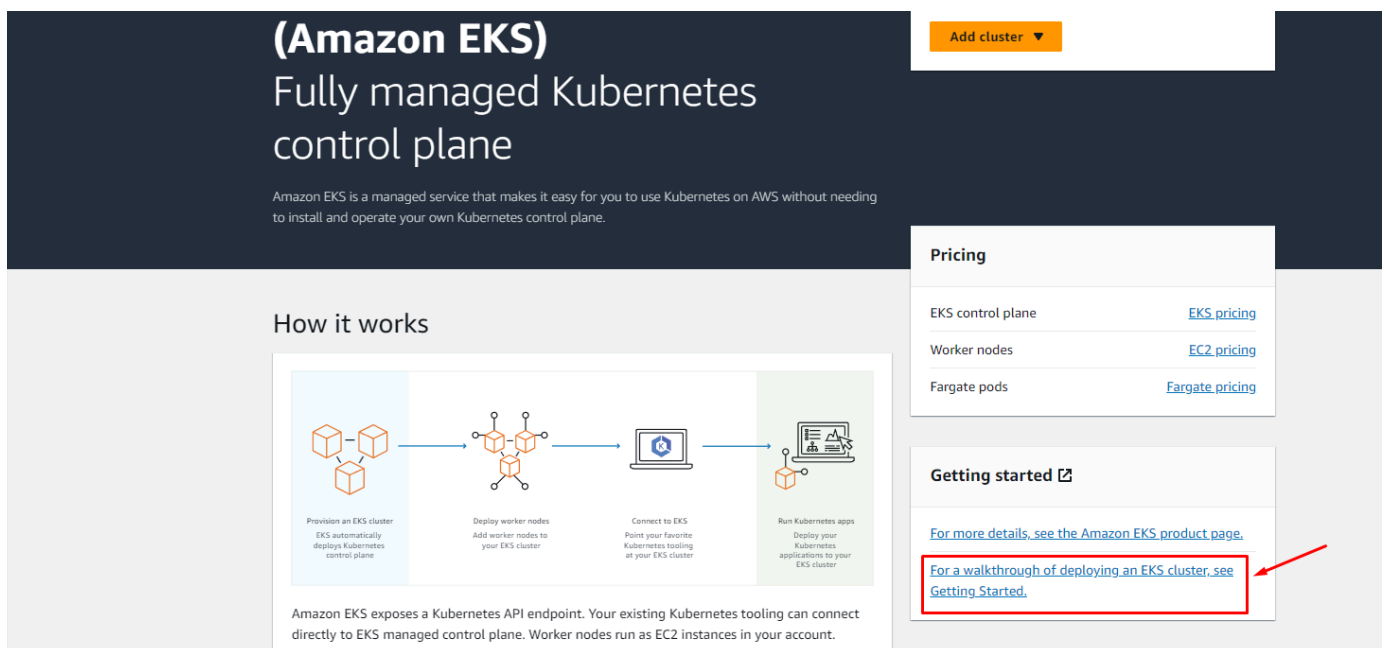 (Amazon EKS)
Fully managed Kubernetes
control plane
Amazon EKS is a managed service that makes it easy for you to use Kubernetes on AWS without needing
to install and operate your own Kubernetes control plane.
Add cluster
Pricing
EKS control plane EKS pricing
Worker nodes EC2 pricing
Fargate pods Fargate pricing
How it works
Provision an EKS cluster
EKS automatically
deploys Kubernetes
control plane
Deploy worker nodes
Add worker nodes to
your EKS cluster
K
Connect to EKS
Point your favorite
Kubernetes tooling
at your EKS cluster
Run Kubernetes apps
Deploy your
Kubernetes
applications to your
EKS cluster
Amazon EKS exposes a Kubernetes API endpoint. Your existing Kubernetes tooling can connect
directly to EKS managed control plane. Worker nodes run as EC2 instances in your account.
Getting started
For more details, see the Amazon EKS product page.
For a walkthrough of deploying an EKS cluster, see
Getting Started.